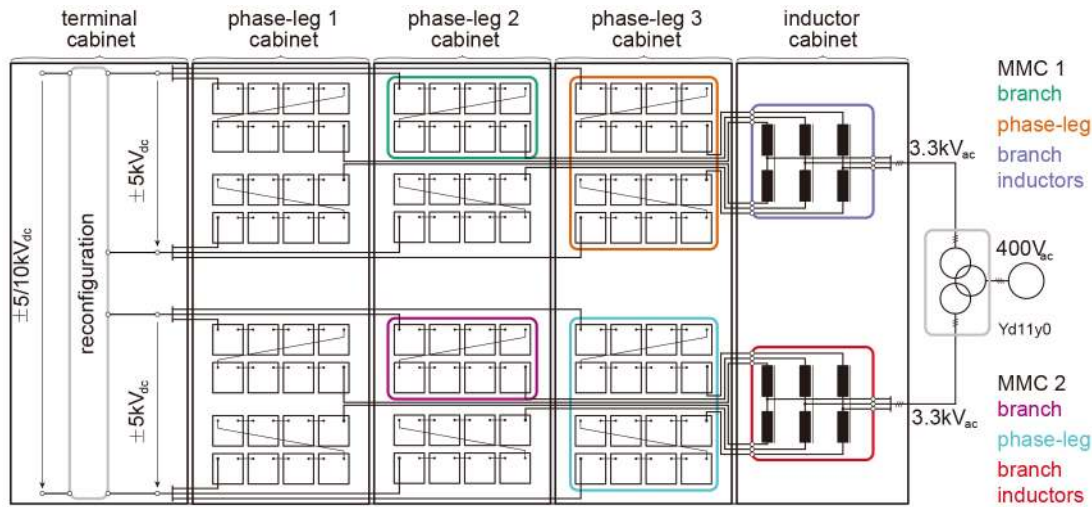 terminal
cabinet
phase-leg 1
cabinet
phase-leg 2
cabinet
phase-leg 3
cabinet
inductor
cabinet
±5/10kVdc
reconfiguration
±5kVdc
±5kVdc
3.3kVac
3.3kVac
400Vac
Yd11y0
MMC 1
branch
phase-leg
branch
inductors
MMC 2
branch
phase-leg
branch
inductors